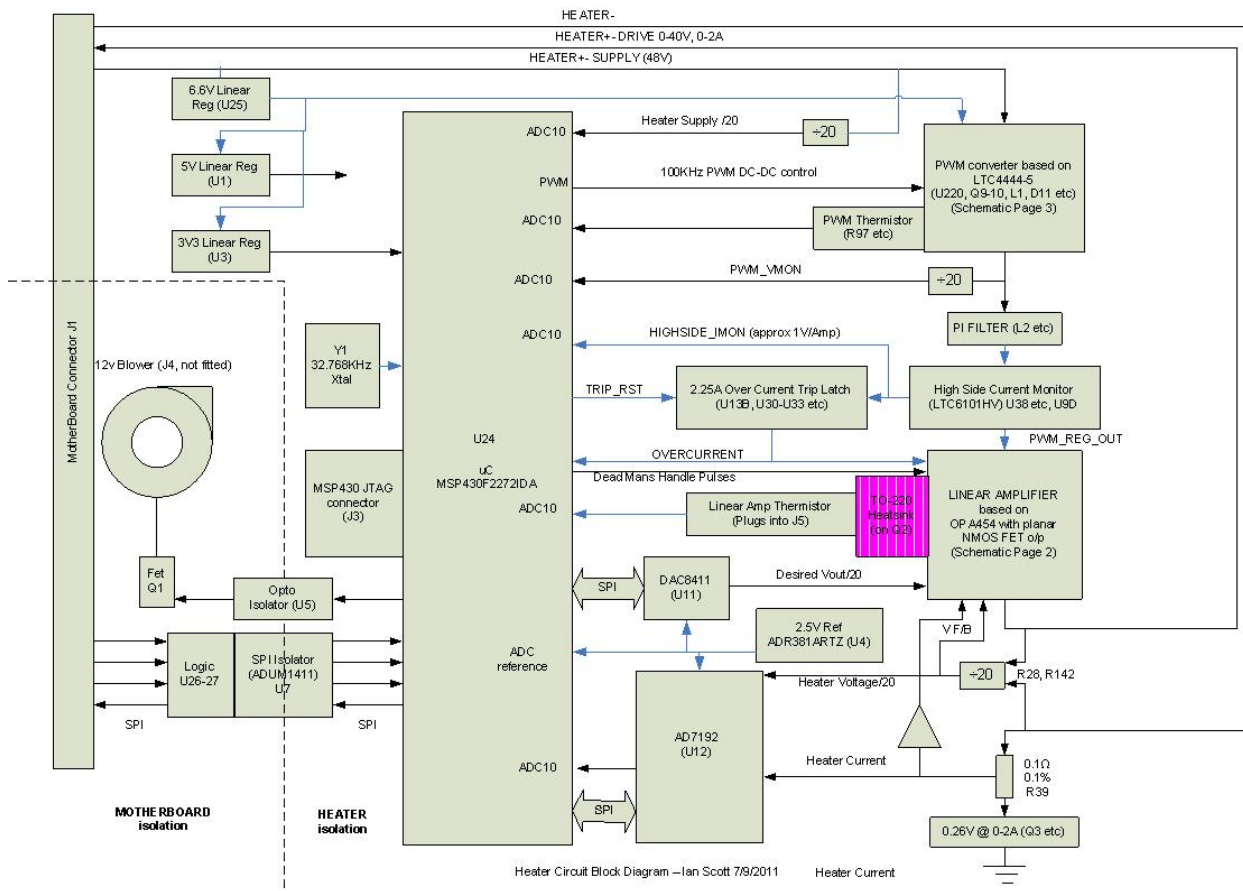 HEATER-
HEATER+- DRIVE 0-40V, 0-2A
HEATER+- SUPPLY (48V)
6.6V Linear
Reg (U25)
5V Linear Reg
(U1)
3V3 Linear Reg
(U3)
MotherBoard Connector J1
12v Blower (J4, not fitted)
Fet
Q1
Opto
Isolator (U5)
Logic
U26-27
SPI Isolator
(ADUM1411)
U7
SPI
SPI
MOTHERBOARD
isolation
HEATER
isolation
Y1
32.768KHz
Xtal
MSP430 JTAG
connector
(J3)
U24
uC
MSP430F2272IDA
ADC10
PWM
ADC10
ADC10
ADC10
ADC10
ADC
reference
ADC10
Heater Supply /20
÷20
100KHz PWM DC-DC control
PWM converter based on
LTC4444-5
(U220, Q9-10, L1, D11 etc)
(Schematic Page 3)
PWM Thermistor
(R97 etc)
PWM_VMON
÷20
PI FILTER (L2 etc)
HIGHSIDE_IMON (approx 1V/Amp)
TRIP_RST
2.25A Over Current Trip Latch
(U13B, U30-U33 etc)
High Side Current Monitor
(LTC6101HV) U38 etc, U9D
PWM_REG_OUT
OVERCURRENT
Dead Mans Handle Pulses
Linear Amp Thermistor
(Plugs into J5)
TO-220
Heatsink
(on Q2)
LINEAR AMPLIFIER
based on
OPA454 with planar
NMOS FET o/p
(Schematic Page 2)
SPI
DAC8411
(U11)
Desired Vout/20
2.5V Ref
ADR381ARTZ (U4)
V F/B
Heater Voltage/20
÷20
R28, R142
AD7192
(U12)
Heater Current
SPI
0.1Ω
0.1%
R39
0.26V @ 0-2A (Q3 etc)
Heater Circuit Block Diagram – Ian Scott 7/9/2011
Heater Current